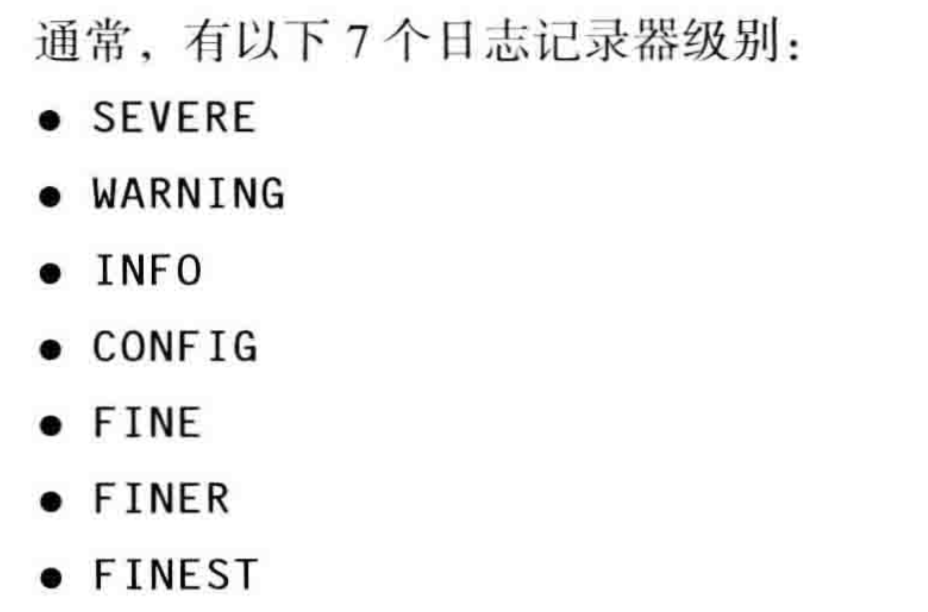 通常，有以下 7 个日志记录器级别：
● SEVERE
● WARNING
● INFO
● CONFIG
● FINE
● FINER
● FINEST